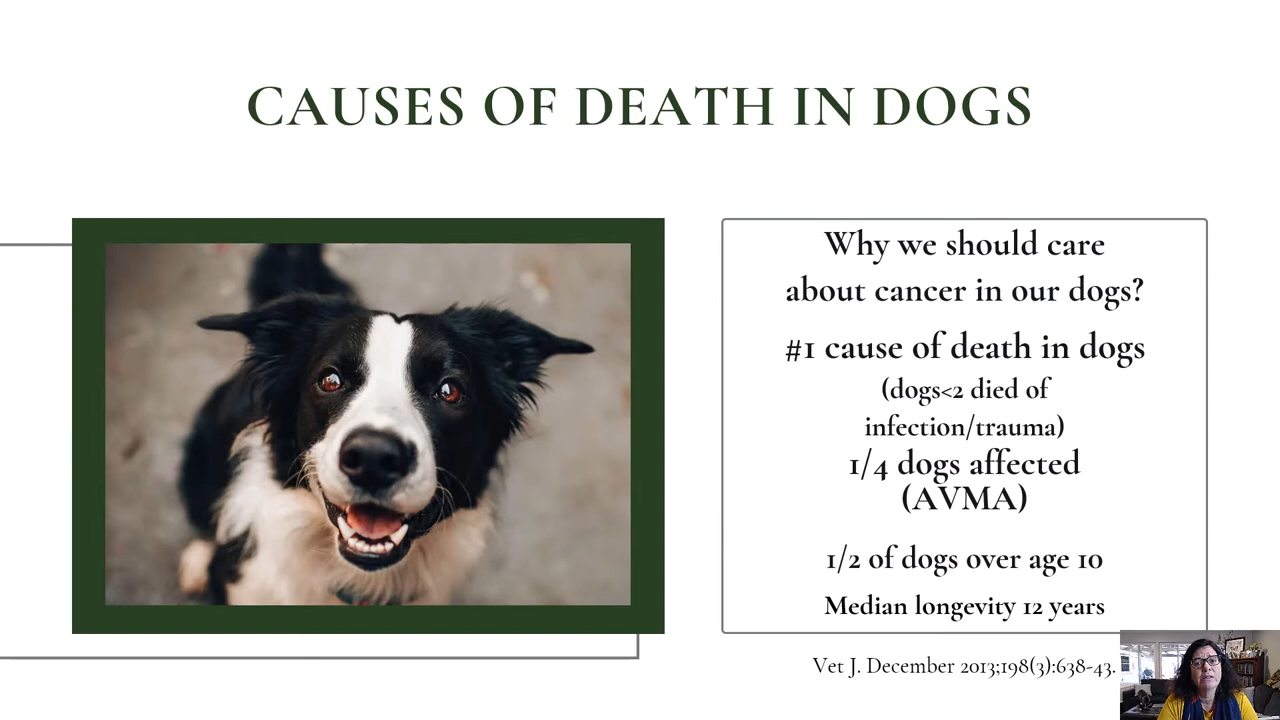 CAUSES OF DEATH IN DOGS
Why we should care
about cancer in our dogs?
#1 cause of death in dogs
(dogs<2 died of
infection/trauma)
1/4 dogs affected
(AVMA)
1/2 of dogs over age 10
Median longevity 12 years
Vet J. December 2013;198(3):638-43.